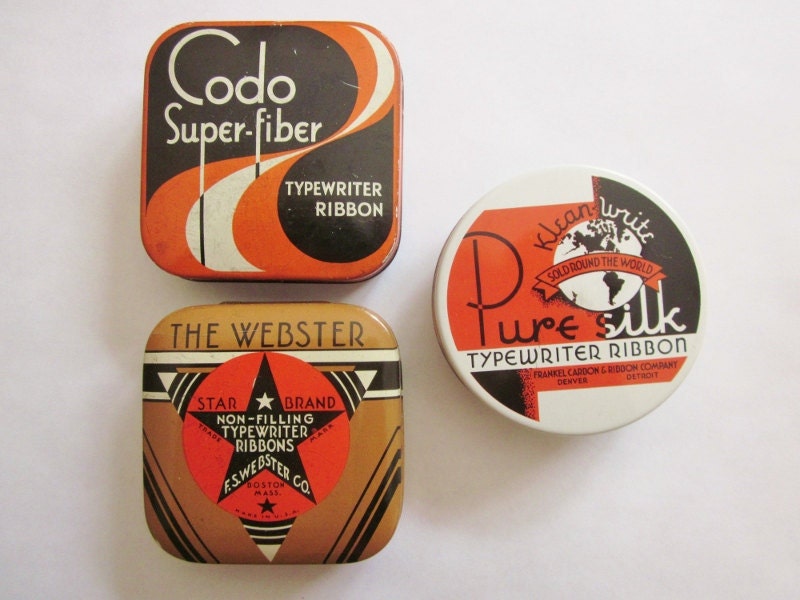 Codo
Super-fiber
TYPEWRITER
RIBBON
THE WEBSTER
STAR BRAND
NON-FILLING
TYPEWRITER
RIBBONS
TRADE MARK
F.S. WEBSTER CO.
BOSTON
MASS.
MADE IN U.S.A.
Klean-Write
SOLD ROUND THE WORLD
Pure silk
TYPEWRITER RIBBON
FRANKEL CARBON & RIBBON COMPANY
DENVER DETROIT